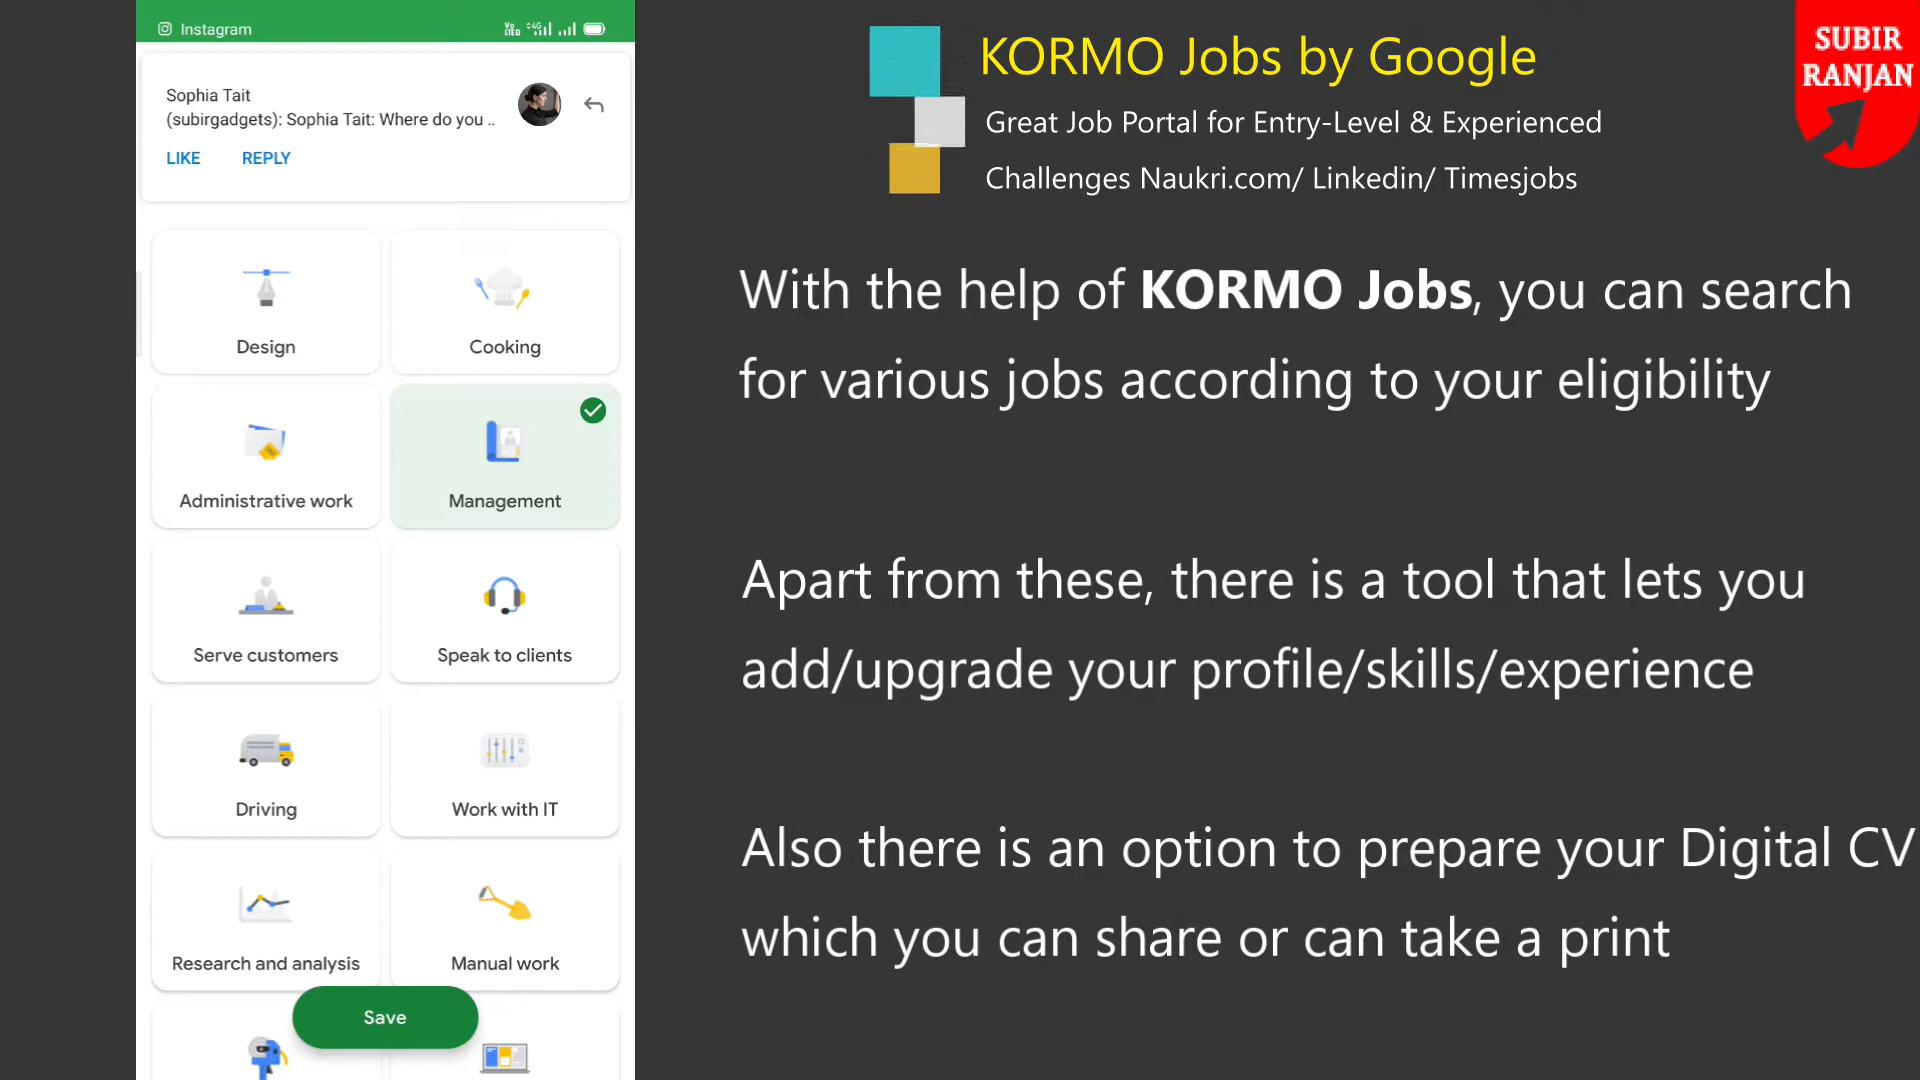 Instagram
Sophia Tait
(subirgadgets): Sophia Tait: Where do you ..
LIKE REPLY
Design
Cooking
Administrative work
Management
Serve customers
Speak to clients
Driving
Work with IT
Research and analysis
Manual work
Save
KORMO Jobs by Google
Great Job Portal for Entry-Level & Experienced
Challenges Naukri.com/ Linkedin/ Timesjobs
SUBIR
RANJAN
With the help of KORMO Jobs, you can search
for various jobs according to your eligibility
Apart from these, there is a tool that lets you
add/upgrade your profile/skills/experience
Also there is an option to prepare your Digital CV
which you can share or can take a print